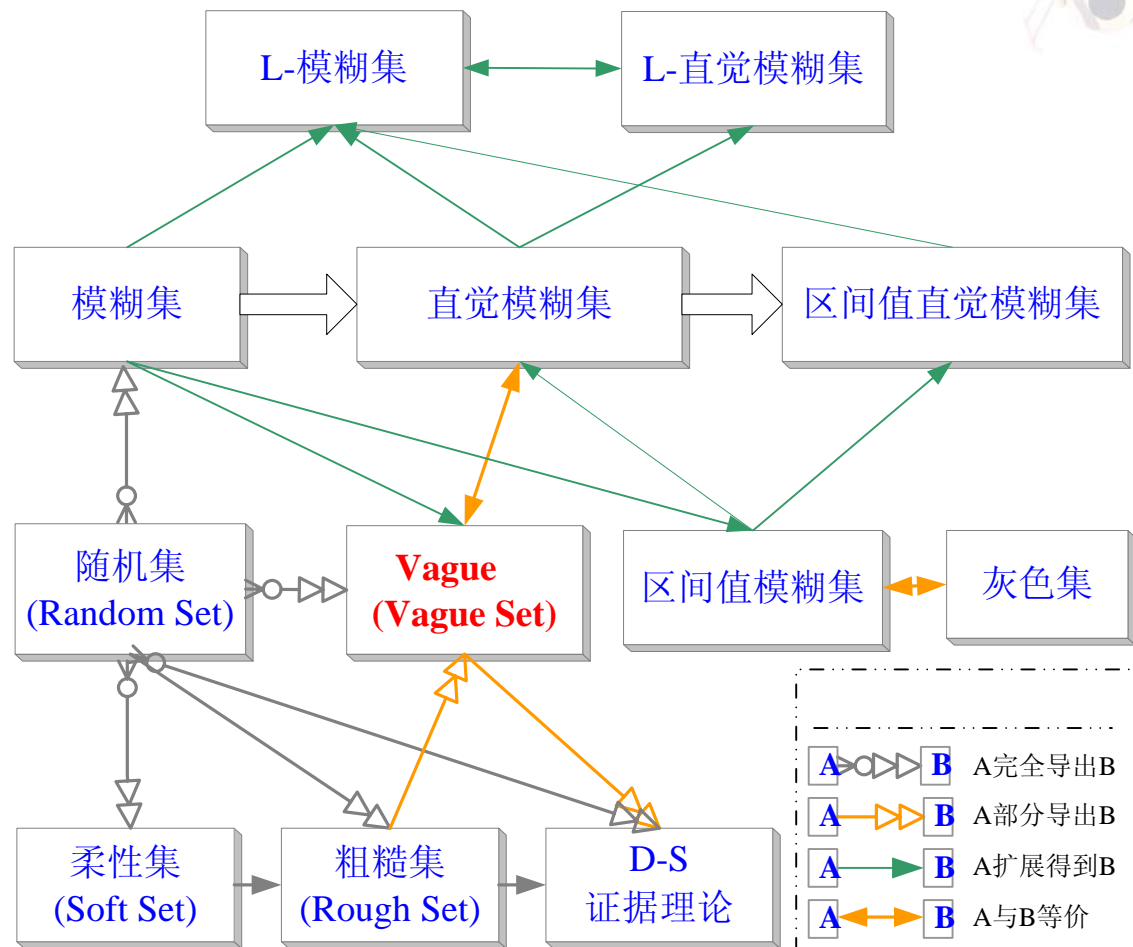 L-模糊集
L-直觉模糊集
模糊集
直觉模糊集
区间值直觉模糊集
随机集
(Random Set)
Vague
(Vague Set)
区间值模糊集
灰色集
A B A完全导出B
A B A部分导出B
A B A扩展得到B
A B A与B等价
柔性集
(Soft Set)
粗糙集
(Rough Set)
D-S
证据理论